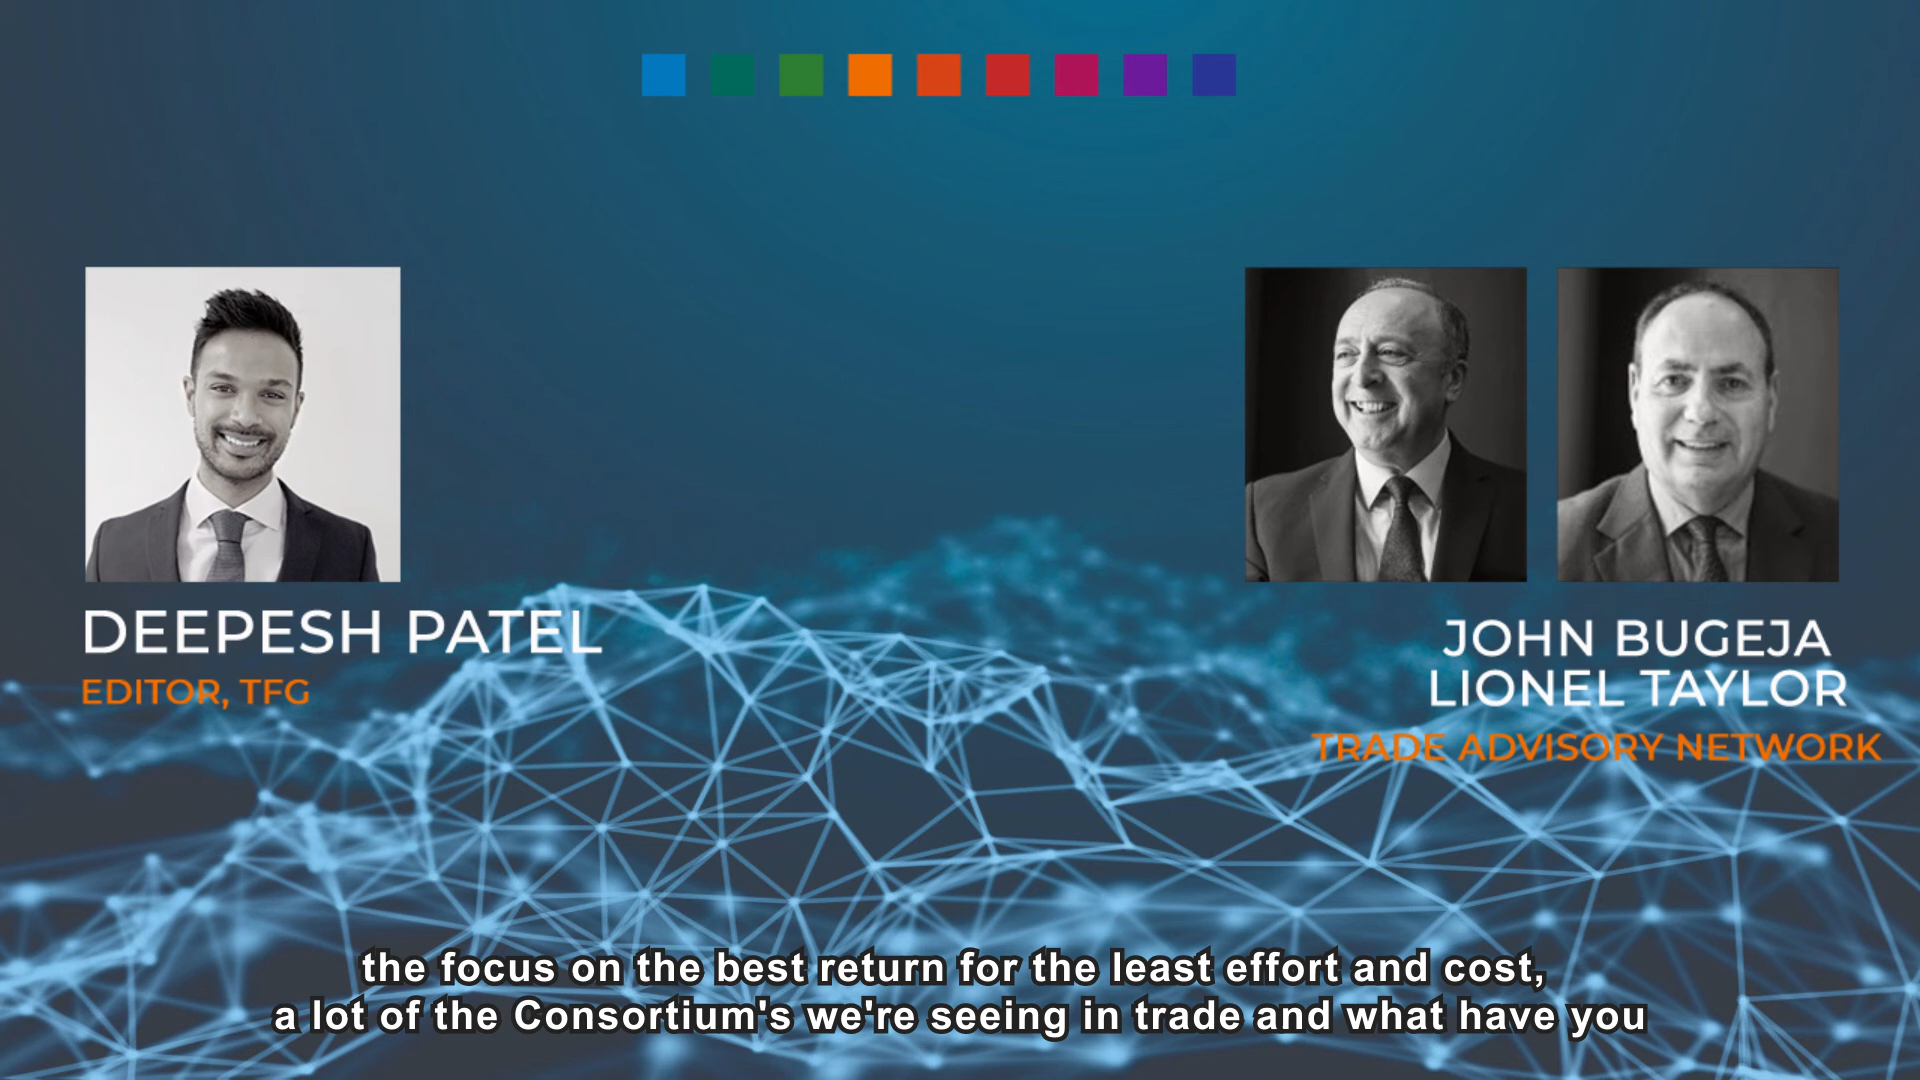 DEEPESH PATEL
EDITOR, TFG
JOHN BUGEJA
LIONEL TAYLOR
TRADE ADVISORY NETWORK
the focus on the best return for the least effort and cost,
a lot of the Consortium's we're seeing in trade and what have you